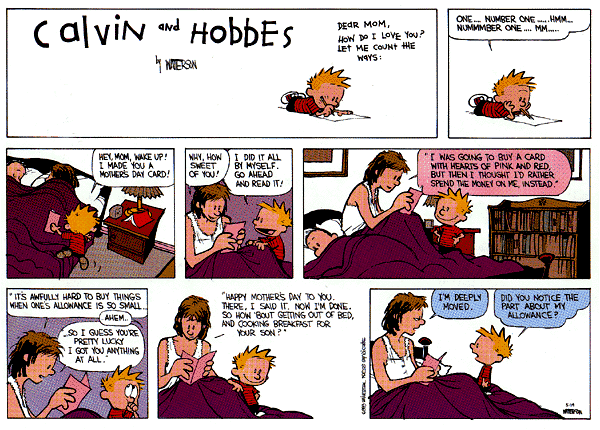 Calvin and HobbEs
by WATTERSON
DEAR MOM,
HOW DO I LOVE YOU?
LET ME COUNT THE
WAYS:
ONE.... NUMBER ONE .....HMM...
NUMMMBER ONE .... MM.....
HEY, MOM, WAKE UP!
I MADE YOU A
MOTHER'S DAY CARD!
WHY, HOW
SWEET
OF YOU!
I DID IT ALL
BY MYSELF.
GO AHEAD
AND READ IT!
"I WAS GOING TO BUY A CARD
WITH HEARTS OF PINK AND RED,
BUT THEN I THOUGHT I'D RATHER
SPEND THE MONEY ON ME, INSTEAD."
"IT'S AWFULLY HARD TO BUY THINGS
WHEN ONE'S ALLOWANCE IS SO SMALL.
AHEM..
...SO I GUESS YOU'RE
PRETTY LUCKY
I GOT YOU ANYTHING
AT ALL."
"HAPPY MOTHER'S DAY TO YOU.
THERE, I SAID IT. NOW I'M DONE.
SO HOW 'BOUT GETTING OUT OF BED,
AND COOKING BREAKFAST FOR
YOUR SON?"
I'M DEEPLY
MOVED.
DID YOU NOTICE THE
PART ABOUT MY
ALLOWANCE?
WATTERSON